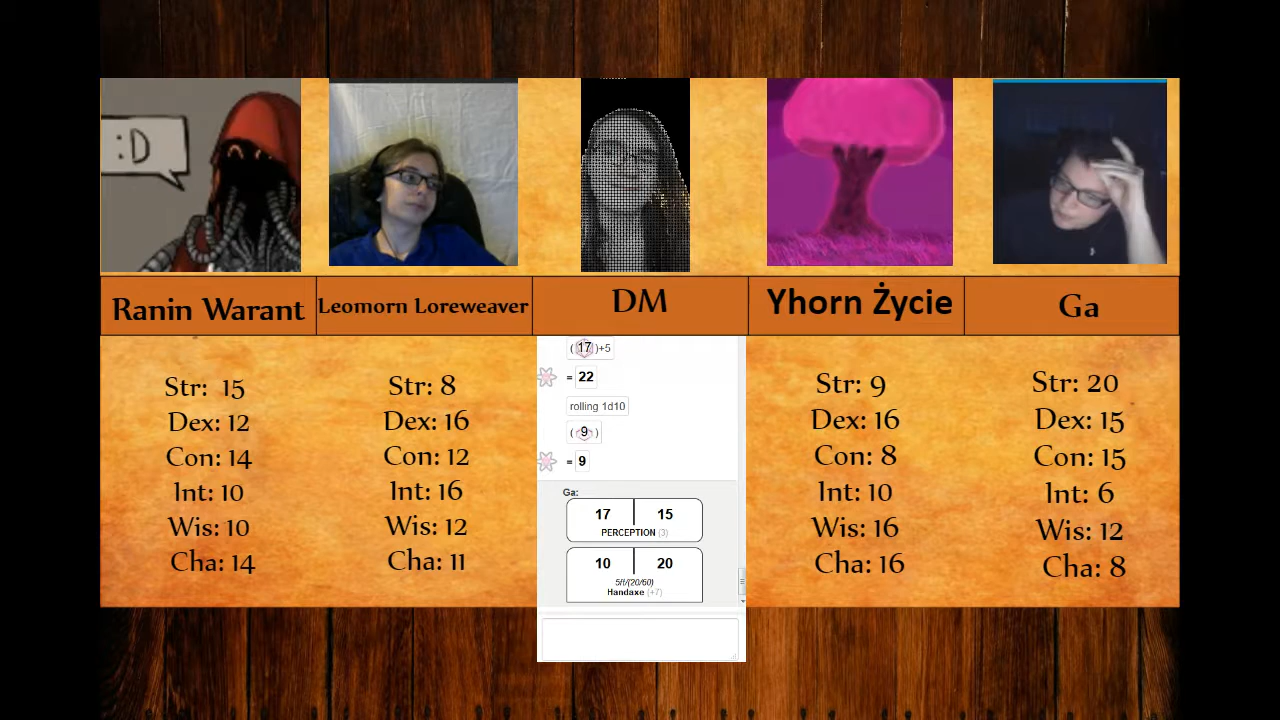 :D
Ranin Warant
Leomorn Loreweaver
DM
Yhorn Życie
Ga
Str: 15
Dex: 12
Con: 14
Int: 10
Wis: 10
Cha: 14
Str: 8
Dex: 16
Con: 12
Int: 16
Wis: 12
Cha: 11
(17)+5
= 22
rolling 1d10
(9)
= 9
Ga:
17 15
PERCEPTION (3)
10 20
5ft/(20/60)
Handaxe (+7)
Str: 9
Dex: 16
Con: 8
Int: 10
Wis: 16
Cha: 16
Str: 20
Dex: 15
Con: 15
Int: 6
Wis: 12
Cha: 8